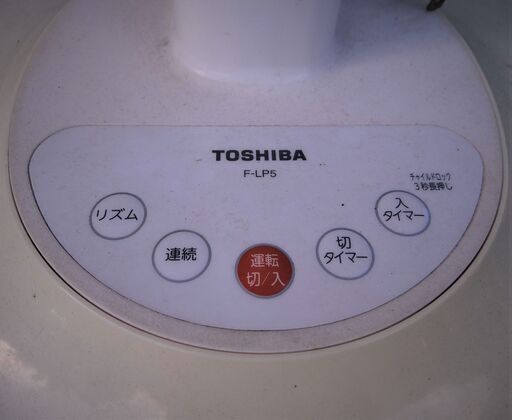 TOSHIBA
F-LP5
チャイルドロック
3秒長押し
リズム
連続
運転
切/入
切
タイマー
入
タイマー